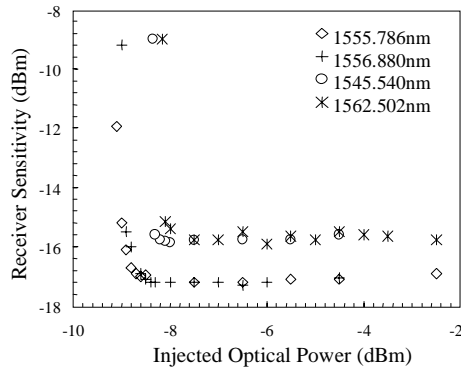 -8
-10
-12
-14
-16
-18
-10
-8
-6
-4
-2
Receiver Sensitivity (dBm)
Injected Optical Power (dBm)
1555.786nm
1556.880nm
1545.540nm
1562.502nm